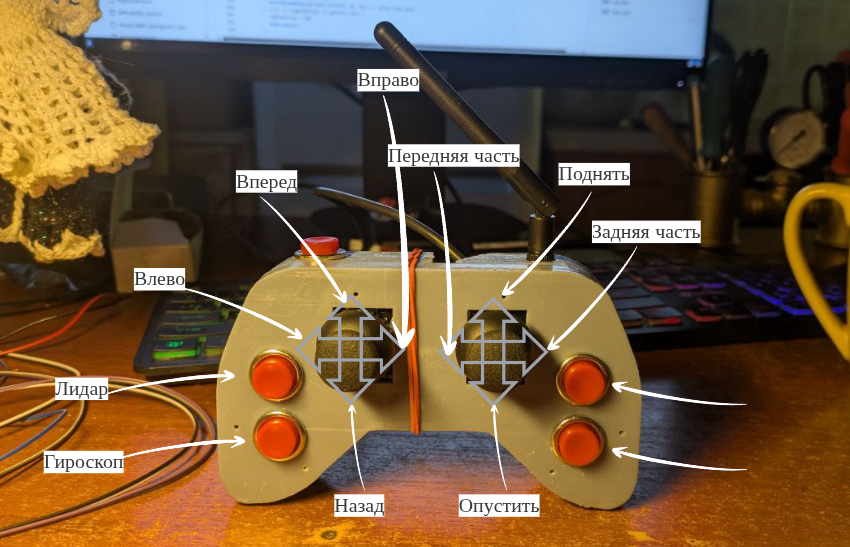 Вправо
Передняя часть
Поднять
Вперед
Задняя часть
Влево
Лидар
Гироскоп
Назад
Опустить